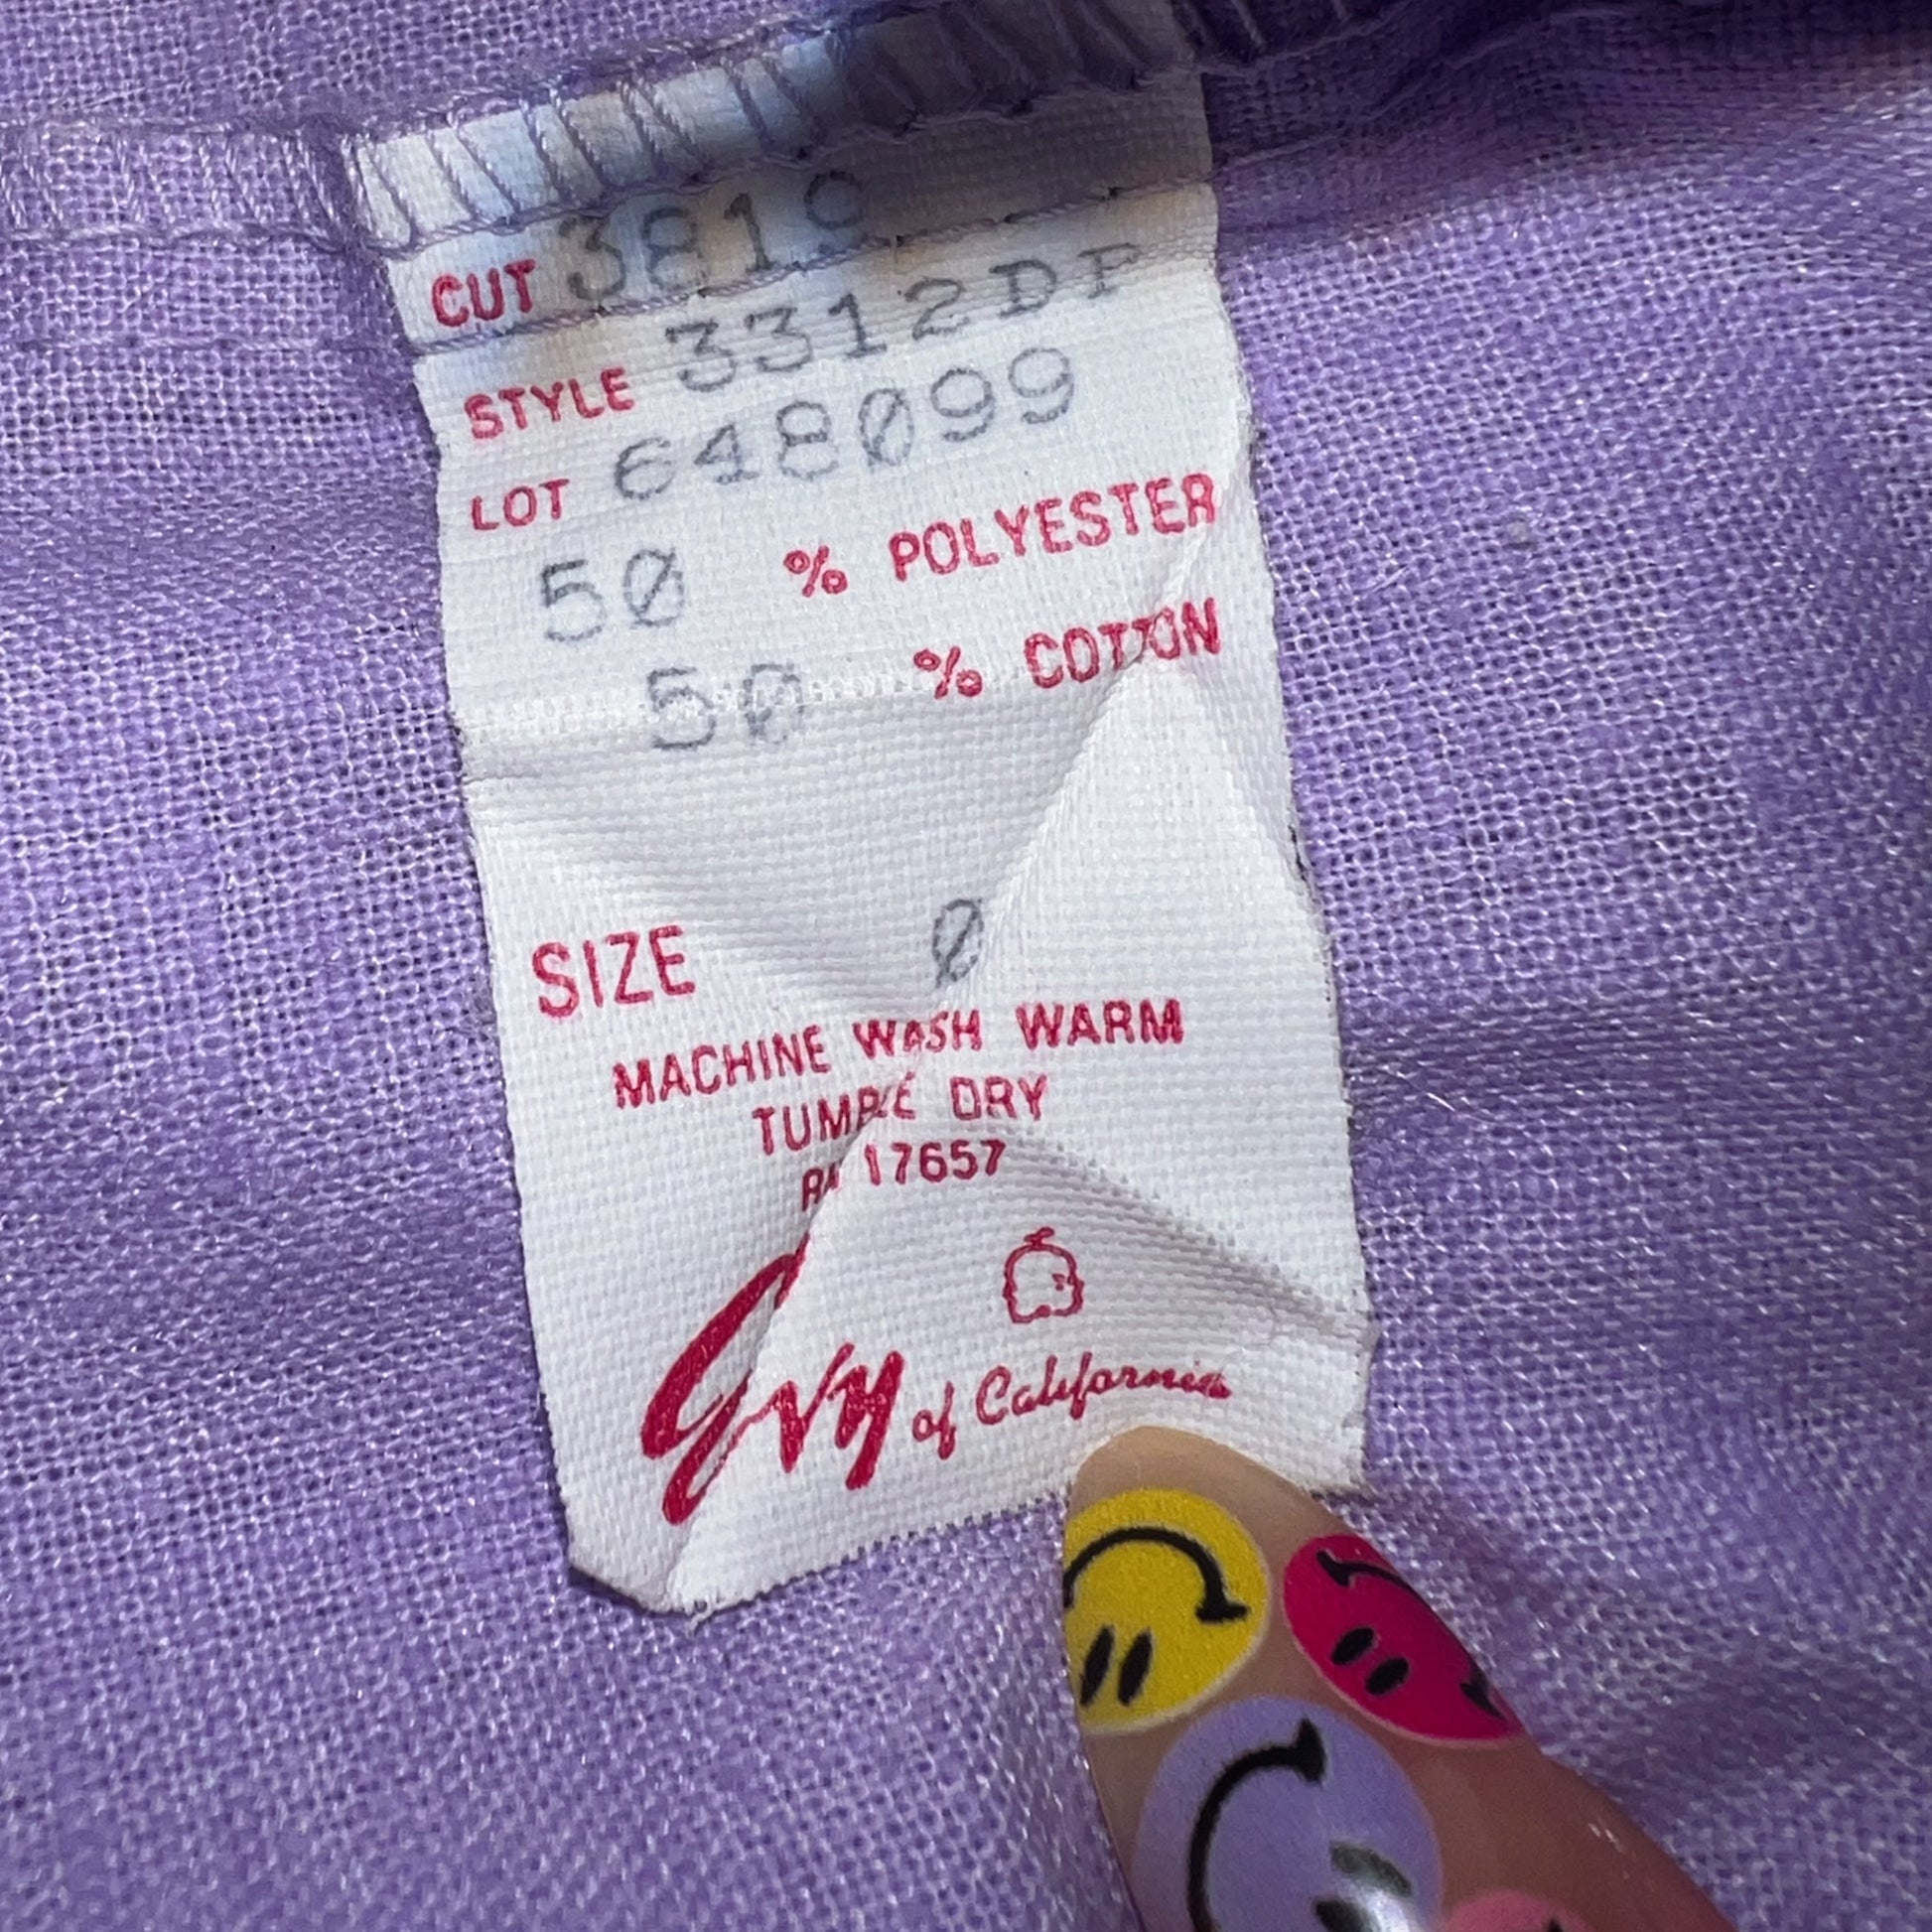 CUT 3819
STYLE 3312DP
LOT 648099
50 % POLYESTER
50 % COTTON
SIZE 0
MACHINE WASH WARM
TUMBLE DRY
RN 17657
of California